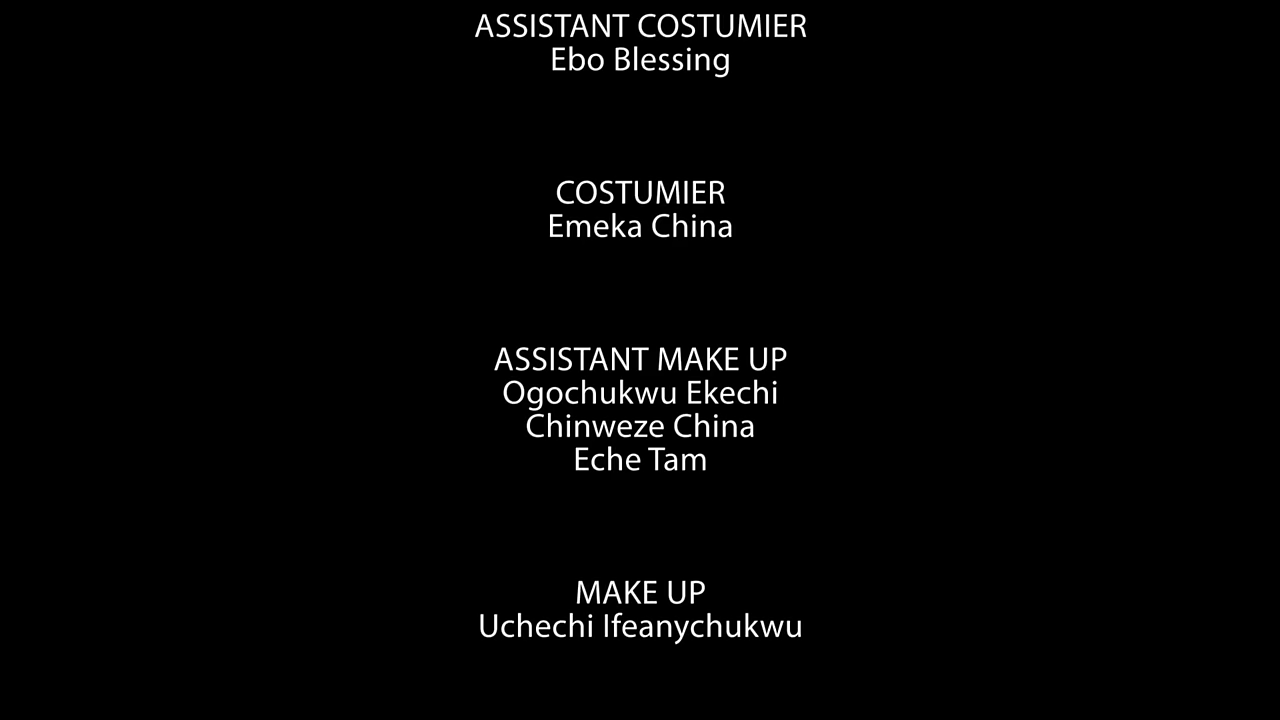 ASSISTANT COSTUMIER
Ebo Blessing
COSTUMIER
Emeka China
ASSISTANT MAKE UP
Ogochukwu Ekechi
Chinweze China
Eche Tam
MAKE UP
Uchechi Ifeanychukwu